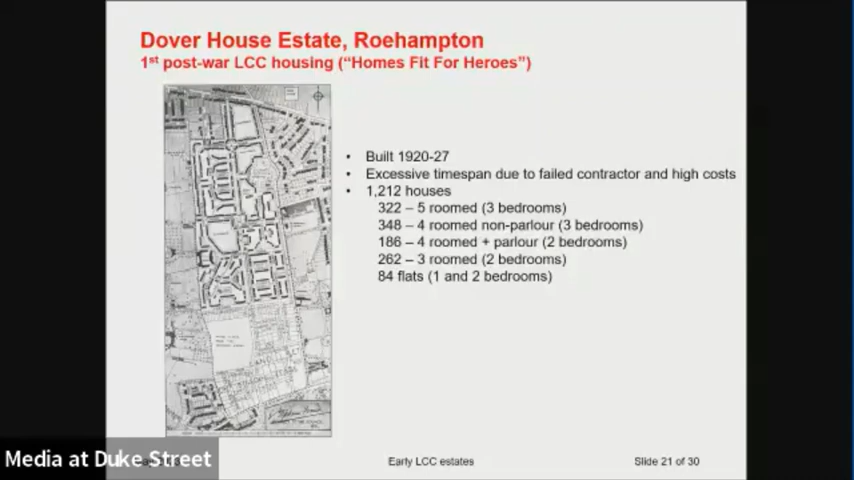 Dover House Estate, Roehampton
1st post-war LCC housing (“Homes Fit For Heroes”)
• Built 1920-27
• Excessive timespan due to failed contractor and high costs
• 1,212 houses
322 – 5 roomed (3 bedrooms)
348 – 4 roomed non-parlour (3 bedrooms)
186 – 4 roomed + parlour (2 bedrooms)
262 – 3 roomed (2 bedrooms)
84 flats (1 and 2 bedrooms)
Media at Duke Street
Early LCC estates
Slide 21 of 30